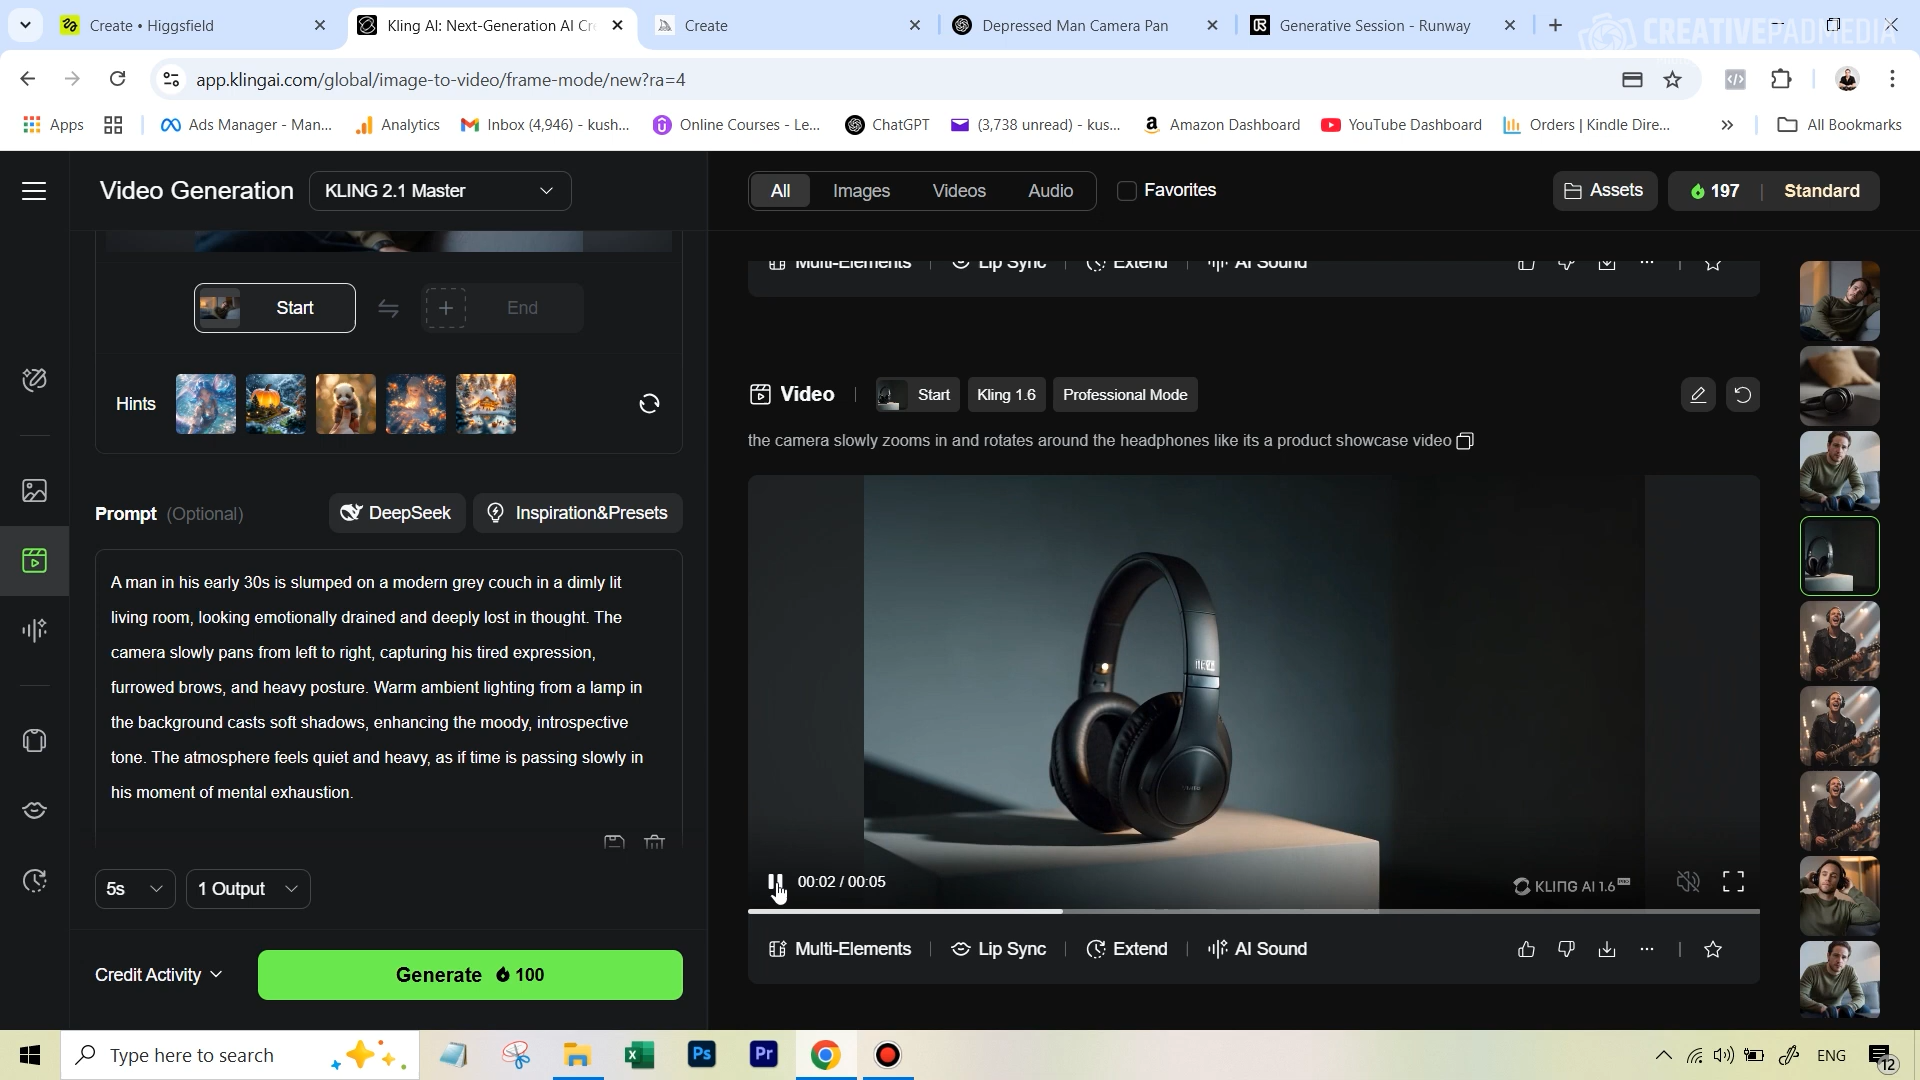 Create • Higgsfield
Kling AI: Next-Generation AI Cre
Create
Depressed Man Camera Pan
Generative Session - Runway
CREATIVEPADMEDIA
app.klingai.com/global/image-to-video/frame-mode/new?ra=4
Apps
Ads Manager - Man...
Analytics
Inbox (4,946) - kush...
Online Courses - Le...
ChatGPT
(3,738 unread) - kus...
Amazon Dashboard
YouTube Dashboard
Orders | Kindle Dire...
All Bookmarks
Video Generation
KLING 2.1 Master
All
Images
Videos
Audio
Favorites
Assets
197
Standard
Multi-Elements
Lip Sync
Extend
AI Sound
Start
End
Hints
Video
Start
Kling 1.6
Professional Mode
the camera slowly zooms in and rotates around the headphones like its a product showcase video
Prompt (Optional)
DeepSeek
Inspiration&Presets
A man in his early 30s is slumped on a modern grey couch in a dimly lit
living room, looking emotionally drained and deeply lost in thought. The
camera slowly pans from left to right, capturing his tired expression,
furrowed brows, and heavy posture. Warm ambient lighting from a lamp in
the background casts soft shadows, enhancing the moody, introspective
tone. The atmosphere feels quiet and heavy, as if time is passing slowly in
his moment of mental exhaustion.
00:02 / 00:05
KLING AI 1.6
5s
1 Output
Multi-Elements
Lip Sync
Extend
AI Sound
Credit Activity
Generate 100
Type here to search
Ps
Pr
ENG
12